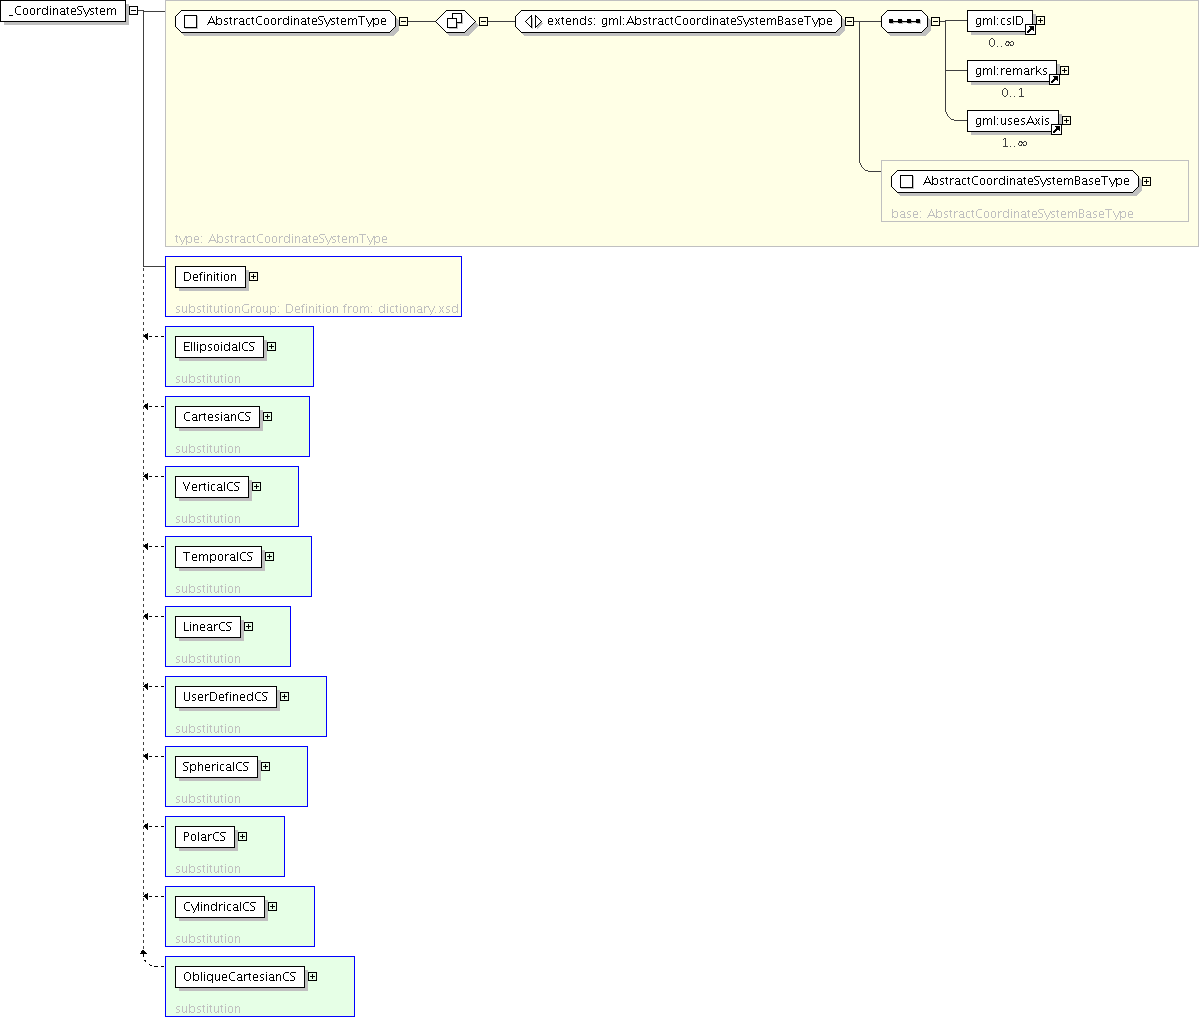 _CoordinateSystem
AbstractCoordinateSystemType
extends: gml:AbstractCoordinateSystemBaseType
gml:csID
0..∞
gml:remarks
0..1
gml:usesAxis
1..∞
AbstractCoordinateSystemBaseType
base: AbstractCoordinateSystemBaseType
type: AbstractCoordinateSystemType
Definition
substitutionGroup: Definition from: dictionary.xsd
EllipsoidalCS
substitution
CartesianCS
substitution
VerticalCS
substitution
TemporalCS
substitution
LinearCS
substitution
UserDefinedCS
substitution
SphericalCS
substitution
PolarCS
substitution
CylindricalCS
substitution
ObliqueCartesianCS
substitution